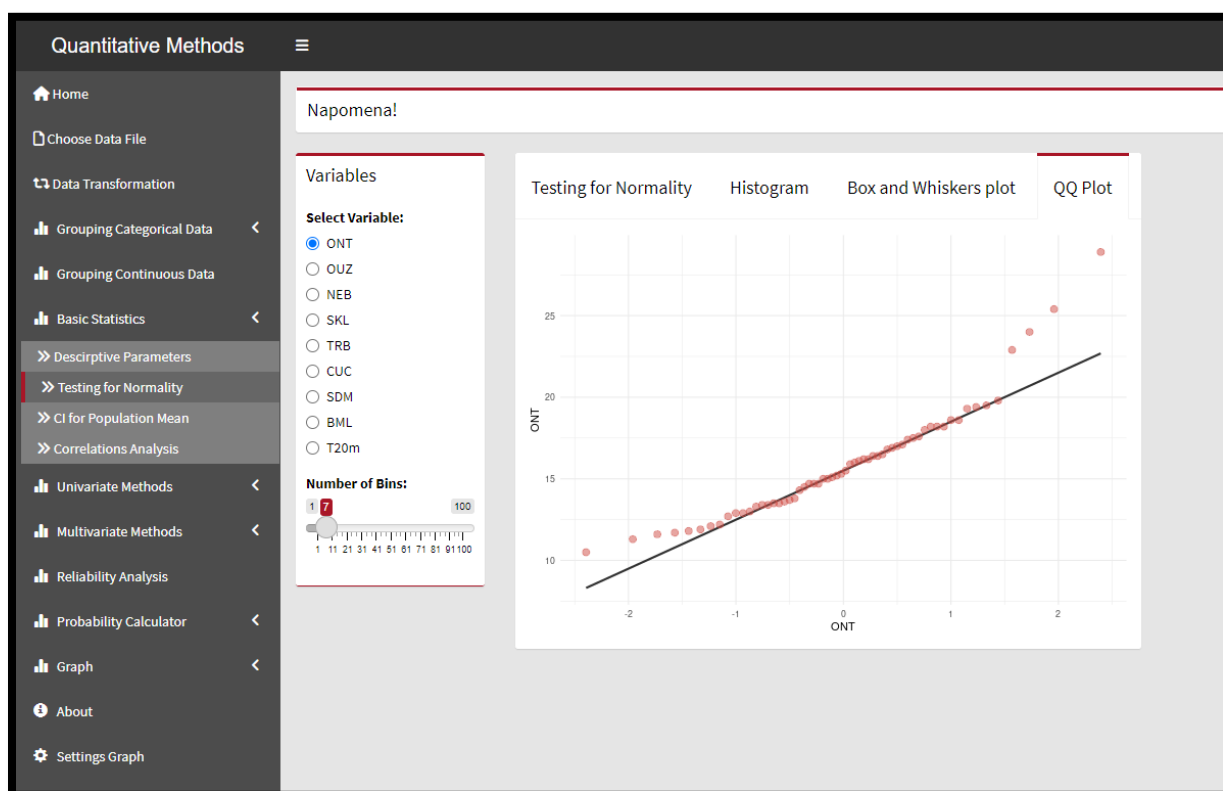 Quantitative Methods
Home
Choose Data File
Data Transformation
Grouping Categorical Data
Grouping Continuous Data
Basic Statistics
Descirptive Parameters
Testing for Normality
CI for Population Mean
Correlations Analysis
Univariate Methods
Multivariate Methods
Reliability Analysis
Probability Calculator
Graph
About
Settings Graph
Napomena!
Variables
Select Variable:
ONT
OUZ
NEB
SKL
TRB
CUC
SDM
BML
T20m
Number of Bins:
1 7 100
1 11 21 31 41 51 61 71 81 91100
Testing for Normality Histogram Box and Whiskers plot QQ Plot
25
20
15
10
ONT
-2 -1 0 1 2
ONT